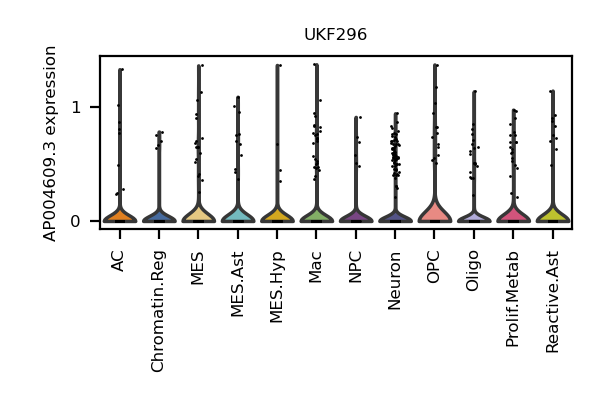 UKF296
AP004609.3 expression
1
0
AC
Chromatin.Reg
MES
MES.Ast
MES.Hyp
Mac
NPC
Neuron
OPC
Oligo
Prolif.Metab
Reactive.Ast